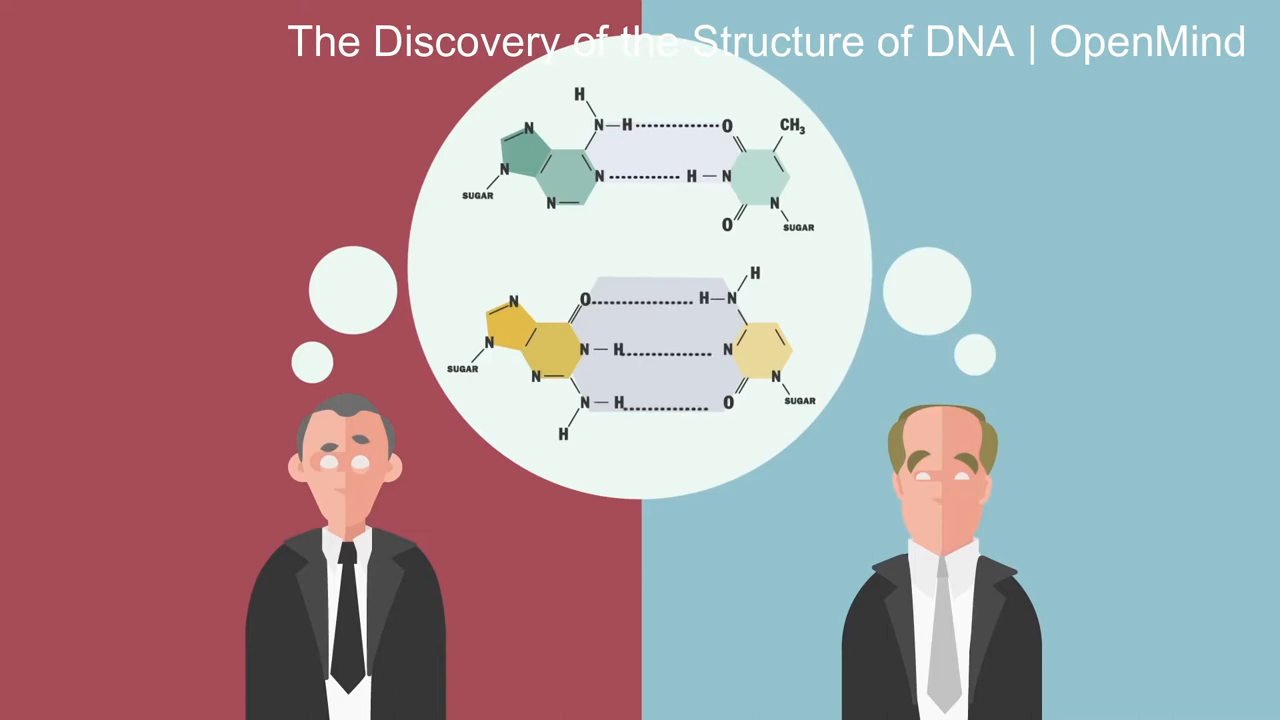 The Discovery of the Structure of DNA | OpenMind
H
N H O CH₃
N
N N H N
SUGAR N N
O SUGAR
H
N O H N
N N H N
SUGAR N N
N H O SUGAR
H